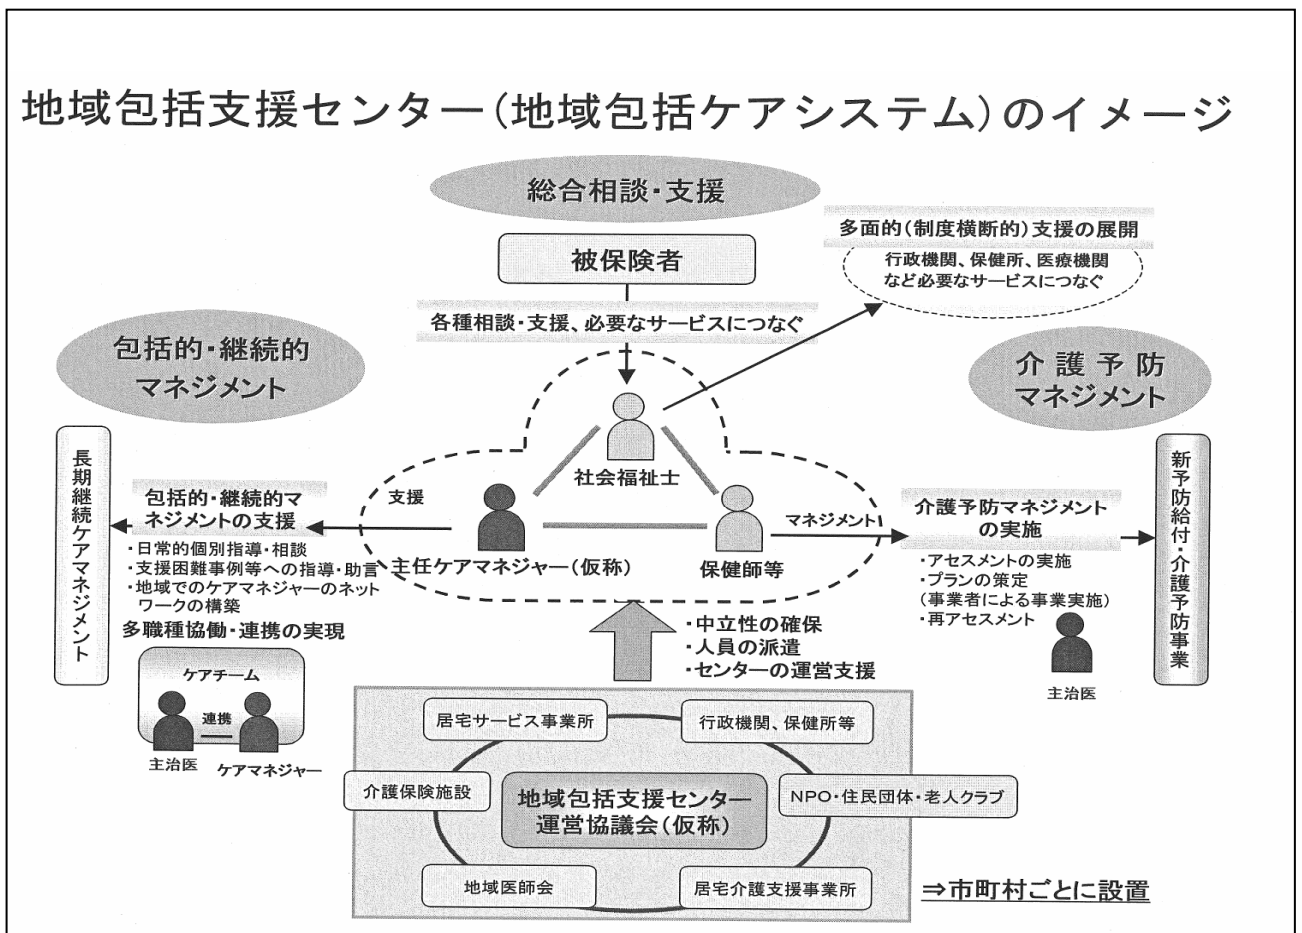 地域包括支援センター(地域包括ケアシステム)のイメージ
総合相談・支援
被保険者
各種相談・支援、必要なサービスにつなぐ
多面的(制度横断的)支援の展開
行政機関、保健所、医療機関
など必要なサービスにつなぐ
包括的・継続的
マネジメント
介護予防
マネジメント
社会福祉士
主任ケアマネジャー(仮称)
保健師等
支援
マネジメント
長期継続ケアマネジメント
包括的・継続的マ
ネジメントの支援
・日常的個別指導・相談
・支援困難事例等への指導・助言
・地域でのケアマネジャーのネット
ワークの構築
多職種協働・連携の実現
ケアチーム
連携
主治医
ケアマネジャー
介護予防マネジメント
の実施
・アセスメントの実施
・プランの策定
(事業者による事業実施)
・再アセスメント
主治医
新予防給付・介護予防事業
・中立性の確保
・人員の派遣
・センターの運営支援
居宅サービス事業所
行政機関、保健所等
介護保険施設
地域包括支援センター
運営協議会(仮称)
NPO・住民団体・老人クラブ
地域医師会
居宅介護支援事業所
⇒市町村ごとに設置